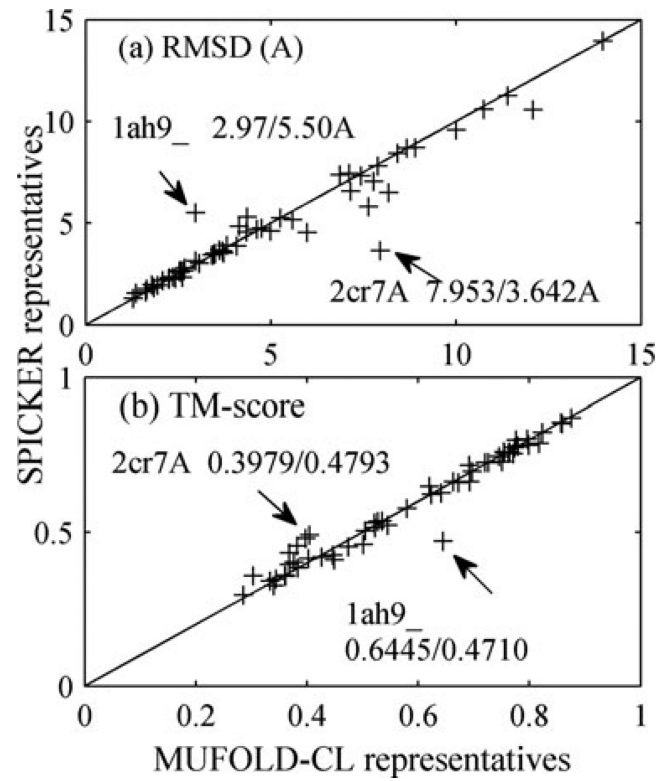 15
(a) RMSD (A)
1ah9_ 2.97/5.50A
10
5
2cr7A 7.953/3.642A
0
0 5 10 15
SPICKER representatives
1
(b) TM-score
2cr7A 0.3979/0.4793
0.5
1ah9_
0.6445/0.4710
0
0 0.2 0.4 0.6 0.8 1
MUFOLD-CL representatives